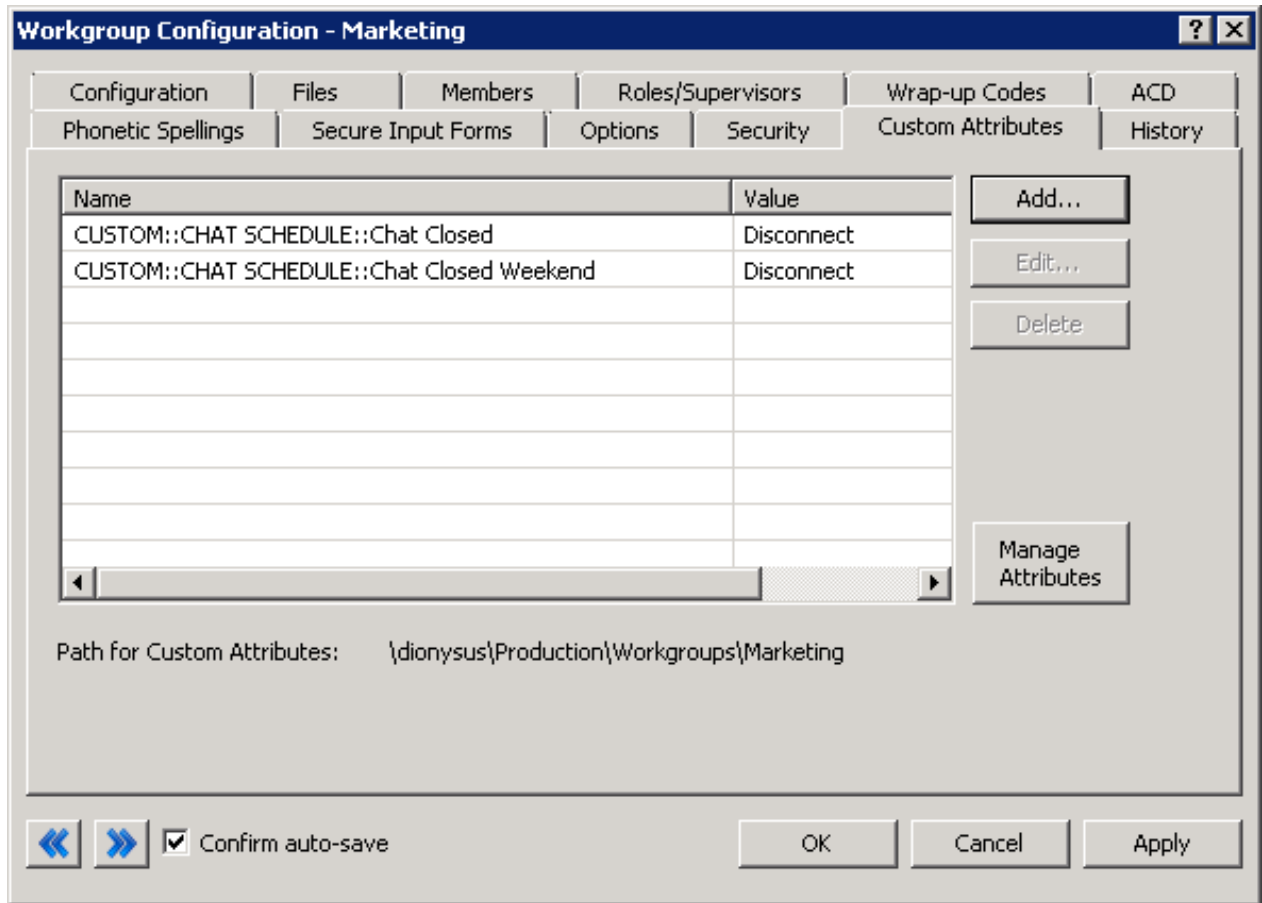 Workgroup Configuration - Marketing
Configuration Files Members Roles/Supervisors Wrap-up Codes ACD
Phonetic Spellings Secure Input Forms Options Security Custom Attributes History
Name Value
Add...
CUSTOM::CHAT SCHEDULE::Chat Closed Disconnect
CUSTOM::CHAT SCHEDULE::Chat Closed Weekend Disconnect
Edit...
Delete
Manage
Attributes
Path for Custom Attributes: \dionysus\Production\Workgroups\Marketing
Confirm auto-save OK Cancel Apply